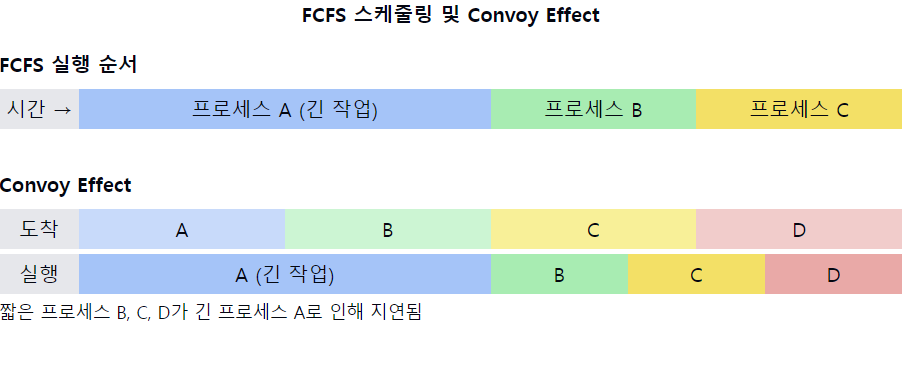 FCFS 스케줄링 및 Convoy Effect
FCFS 실행 순서
시간 → 프로세스 A (긴 작업) 프로세스 B 프로세스 C
Convoy Effect
도착 A B C D
실행 A (긴 작업) B C D
짧은 프로세스 B, C, D가 긴 프로세스 A로 인해 지연됨